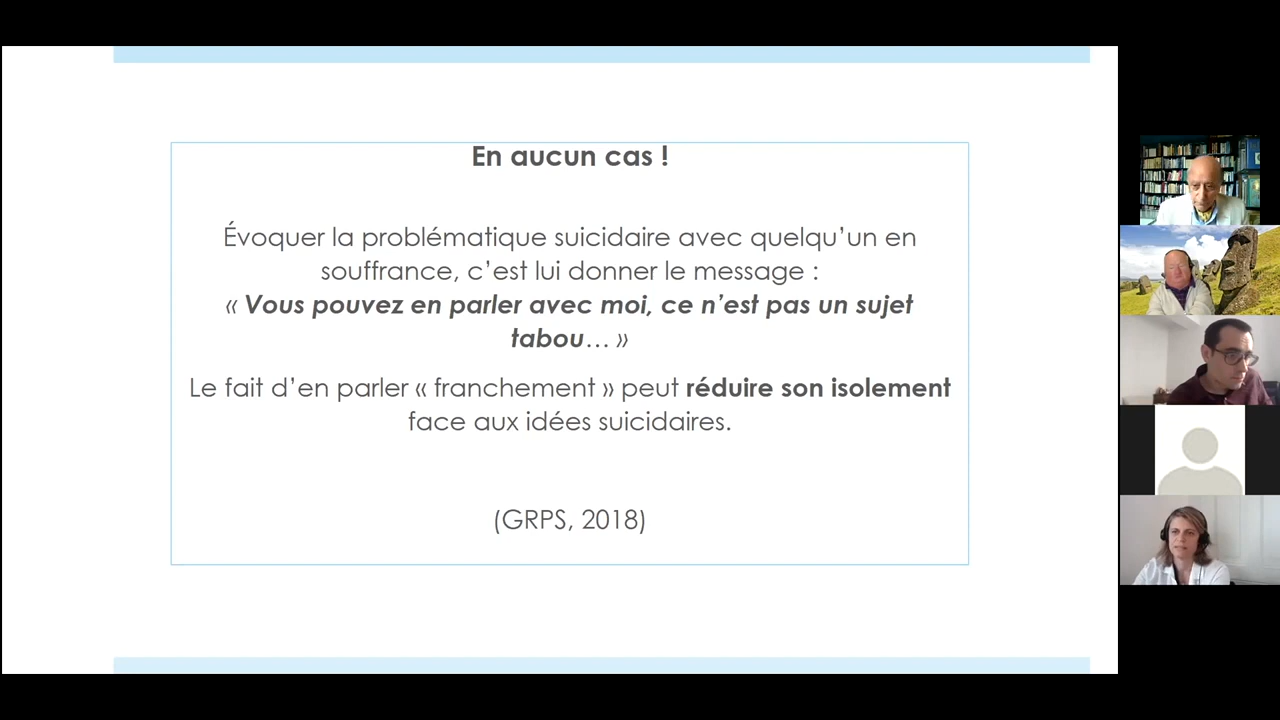 En aucun cas !
Évoquer la problématique suicidaire avec quelqu’un en
souffrance, c’est lui donner le message :
« Vous pouvez en parler avec moi, ce n’est pas un sujet
tabou… »
Le fait d’en parler « franchement » peut réduire son isolement
face aux idées suicidaires.
(GRPS, 2018)